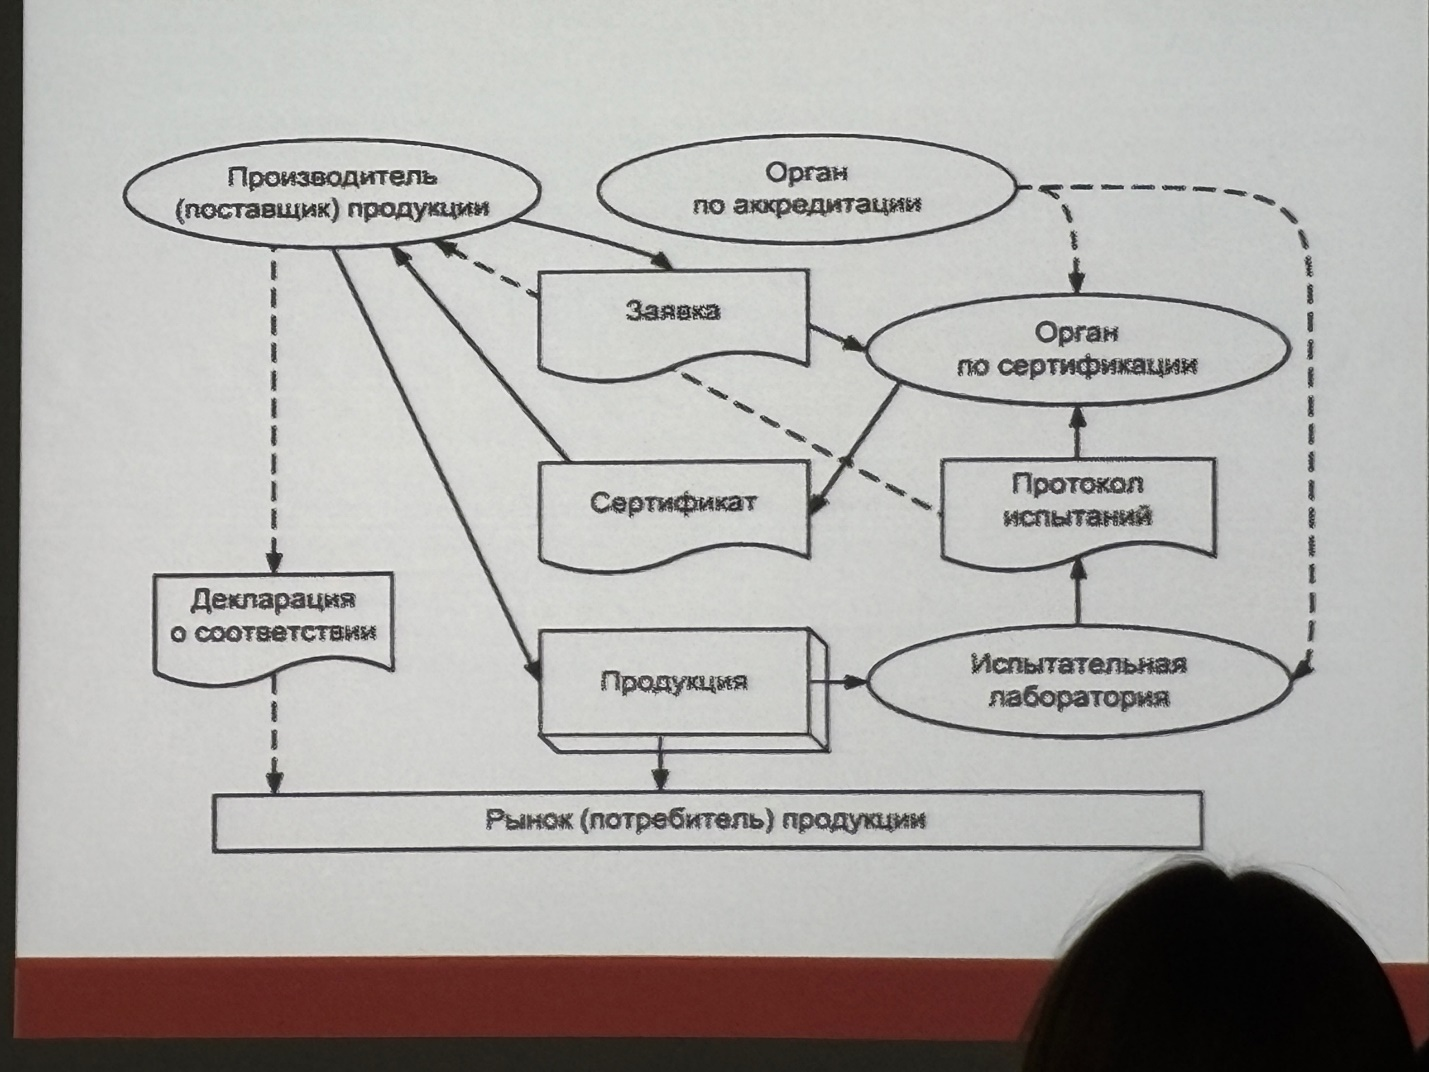 Производитель
(поставщик) продукции
Орган
по аккредитации
Заявка
Орган
по сертификации
Сертификат
Протокол
испытаний
Декларация
о соответствии
Продукция
Испытательная
лаборатория
Рынок (потребитель) продукции